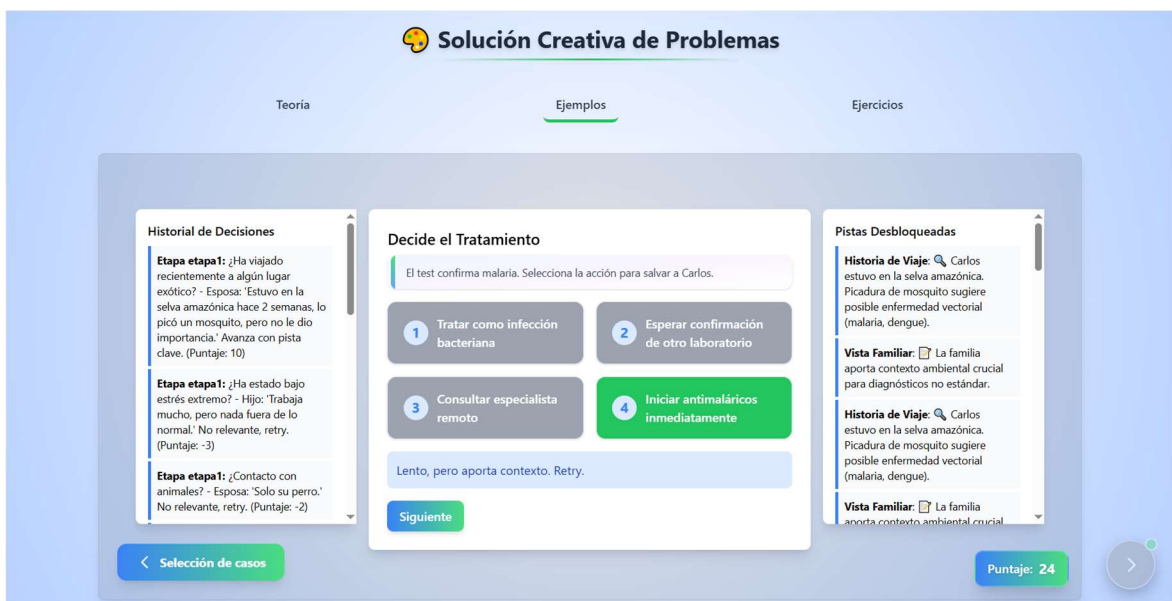 Solución Creativa de Problemas
Teoría
Ejemplos
Ejercicios
Historial de Decisiones
Etapa etapa1: ¿Ha viajado
recientemente a algún lugar
exótico? - Esposa: 'Estuvo en la
selva amazónica hace 2 semanas, lo
picó un mosquito, pero no le dio
importancia.' Avanza con pista
clave. (Puntaje: 10)
Etapa etapa1: ¿Ha estado bajo
estrés extremo? - Hijo: 'Trabaja
mucho, pero nada fuera de lo
normal.' No relevante, retry.
(Puntaje: -3)
Etapa etapa1: ¿Contacto con
animales? - Esposa: 'Solo su perro.'
No relevante, retry. (Puntaje: -2)
Decide el Tratamiento
El test confirma malaria. Selecciona la acción para salvar a Carlos.
1 Tratar como infección
bacteriana
2 Esperar confirmación
de otro laboratorio
3 Consultar especialista
remoto
4 Iniciar antimaláricos
inmediatamente
Lento, pero aporta contexto. Retry.
Siguiente
Pistas Desbloqueadas
Historia de Viaje: Carlos
estuvo en la selva amazónica.
Picadura de mosquito sugiere
posible enfermedad vectorial
(malaria, dengue).
Vista Familiar: La familia
aporta contexto ambiental crucial
para diagnósticos no estándar.
Historia de Viaje: Carlos
estuvo en la selva amazónica.
Picadura de mosquito sugiere
posible enfermedad vectorial
(malaria, dengue).
Vista Familiar: La familia
aporta contexto ambiental crucial
Selección de casos
Puntaje: 24